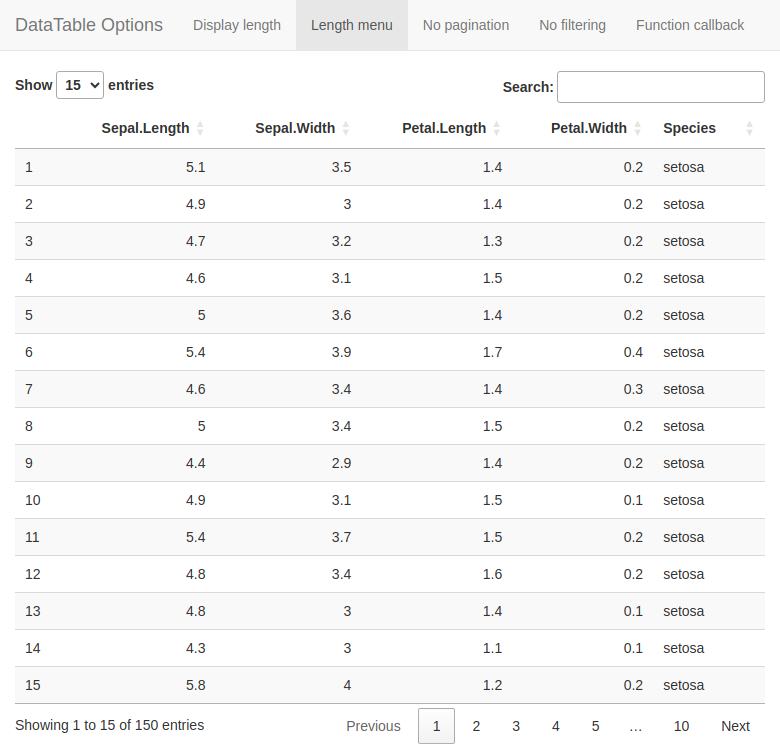 DataTable Options Display length Length menu No pagination No filtering Function callback
Show 15 entries Search:
Sepal.Length Sepal.Width Petal.Length Petal.Width Species
1 5.1 3.5 1.4 0.2 setosa
2 4.9 3 1.4 0.2 setosa
3 4.7 3.2 1.3 0.2 setosa
4 4.6 3.1 1.5 0.2 setosa
5 5 3.6 1.4 0.2 setosa
6 5.4 3.9 1.7 0.4 setosa
7 4.6 3.4 1.4 0.3 setosa
8 5 3.4 1.5 0.2 setosa
9 4.4 2.9 1.4 0.2 setosa
10 4.9 3.1 1.5 0.1 setosa
11 5.4 3.7 1.5 0.2 setosa
12 4.8 3.4 1.6 0.2 setosa
13 4.8 3 1.4 0.1 setosa
14 4.3 3 1.1 0.1 setosa
15 5.8 4 1.2 0.2 setosa
Showing 1 to 15 of 150 entries Previous 1 2 3 4 5 … 10 Next